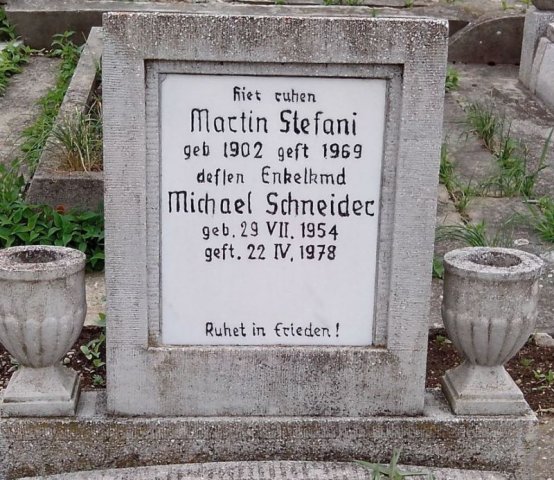 Hier ruhen
Martin Stefani
geb 1902 gest 1969
dessen Enkelkind
Michael Schneider
geb. 29 VII. 1954
gest. 22 IV, 1978
Ruhet in Frieden!